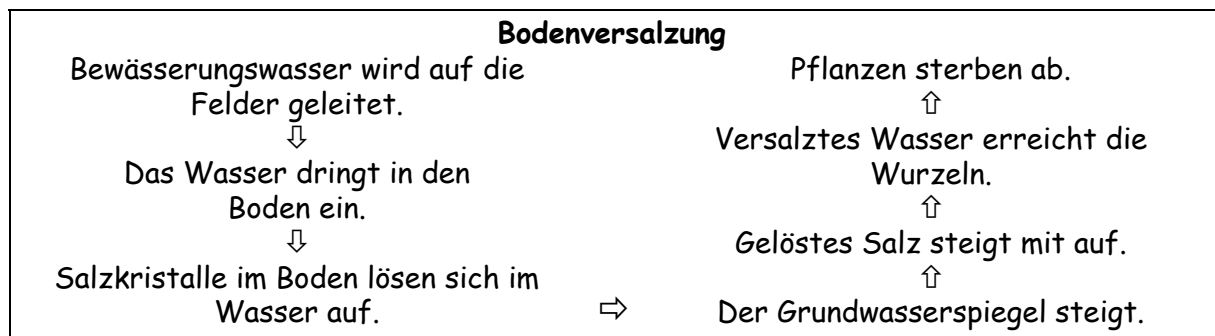 Bodenversalzung
Bewässerungswasser wird auf die
Felder geleitet.
⇩
Das Wasser dringt in den
Boden ein.
⇩
Salzkristalle im Boden lösen sich im
Wasser auf.
⇨
Der Grundwasserspiegel steigt.
⇧
Gelöstes Salz steigt mit auf.
⇧
Versalztes Wasser erreicht die
Wurzeln.
⇧
Pflanzen sterben ab.